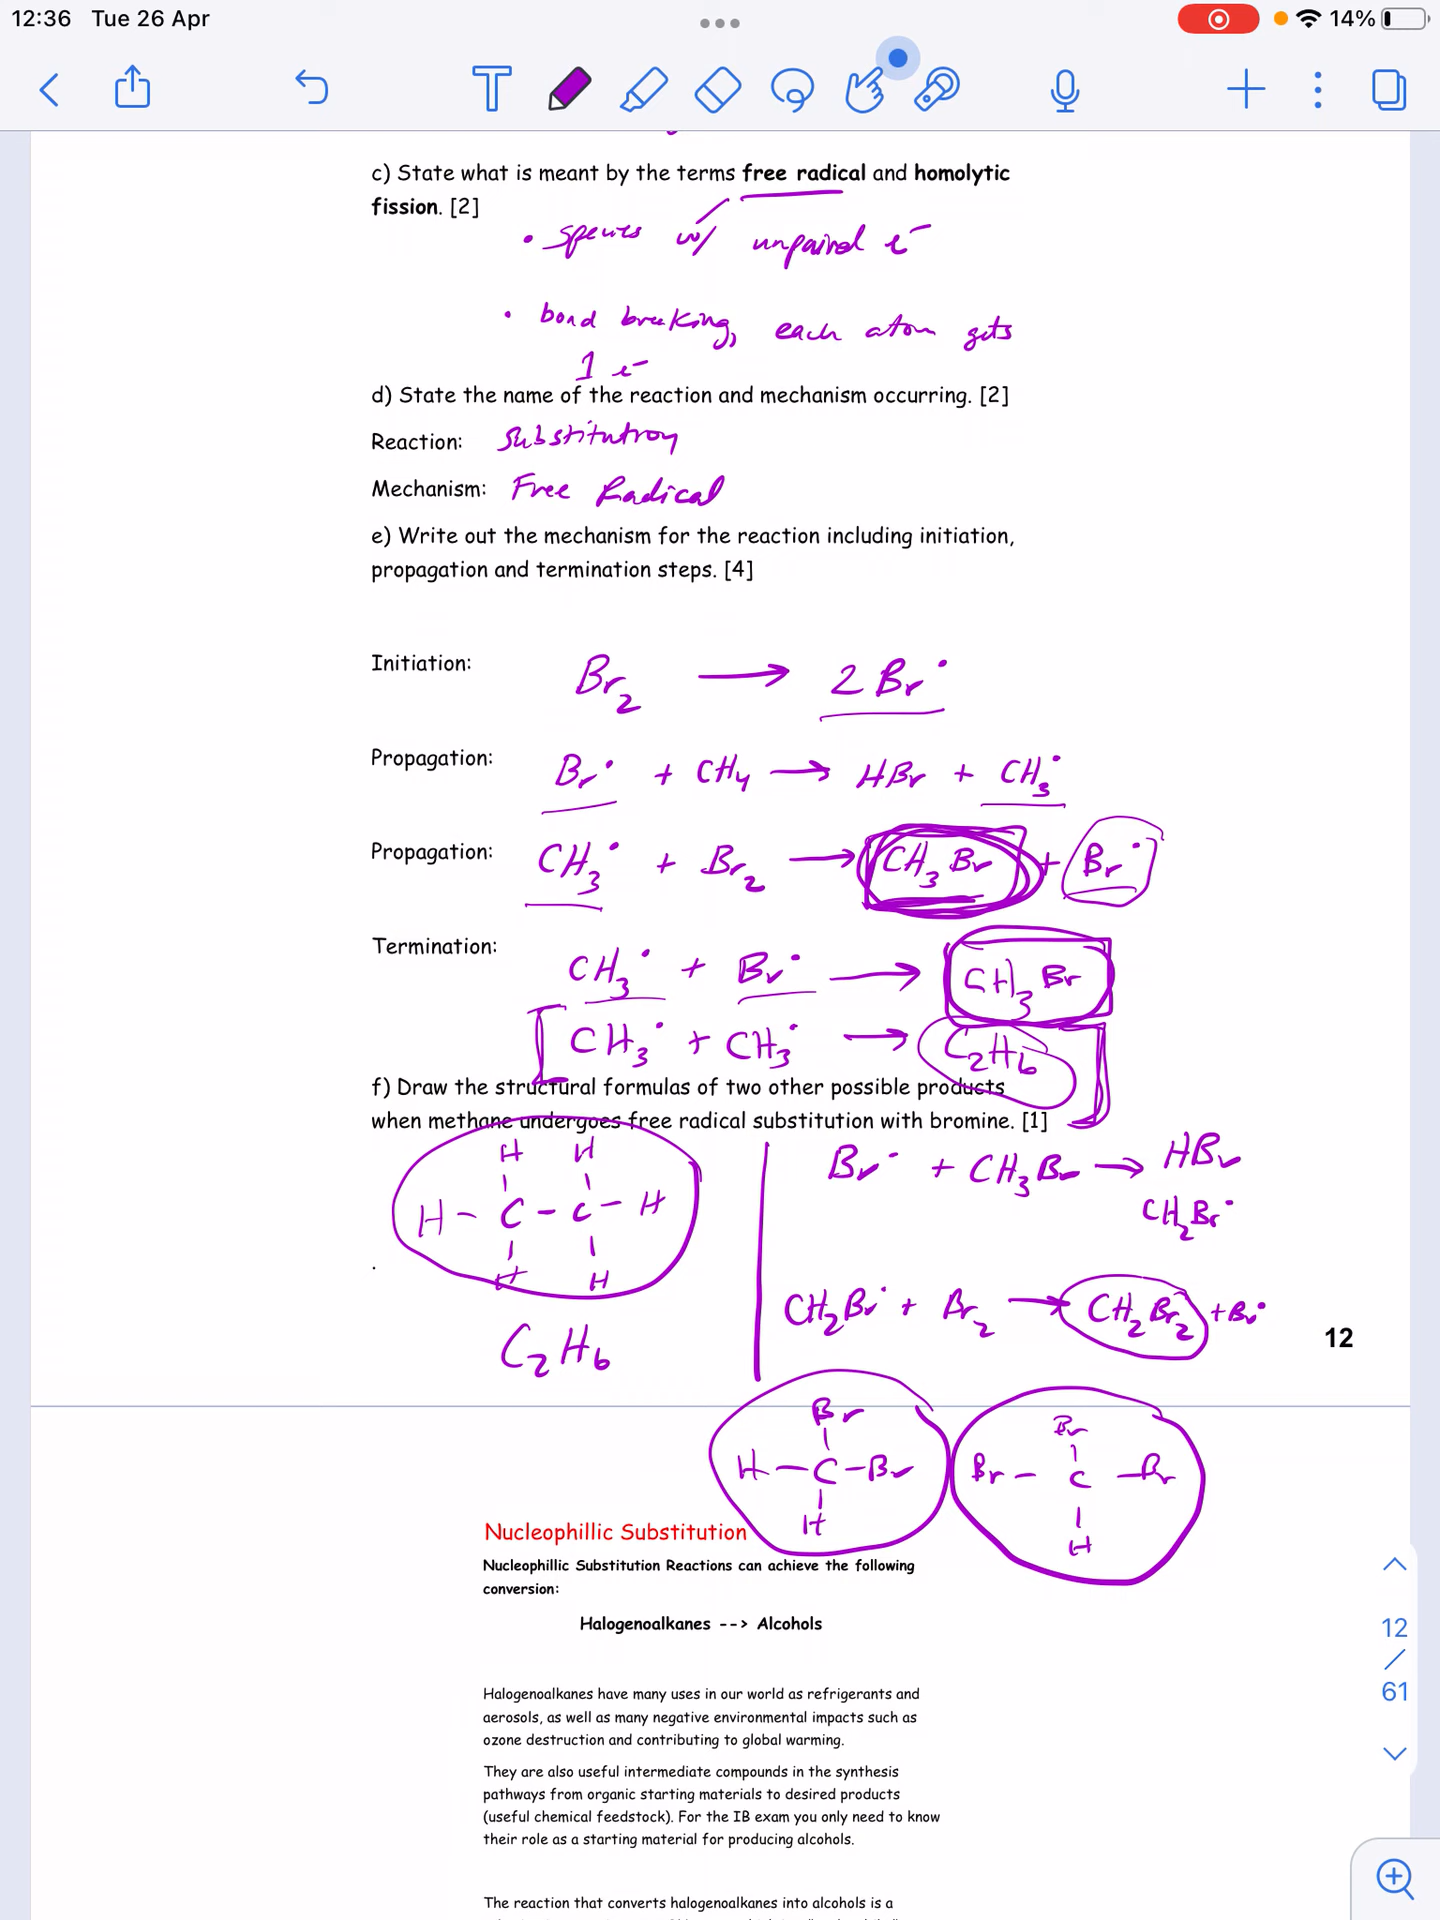 12:36 Tue 26 Apr
14%
c) State what is meant by the terms free radical and homolytic
fission. [2]
• species w/ unpaired e⁻
• bond breaking, each atom gets
1 e⁻
d) State the name of the reaction and mechanism occurring. [2]
Reaction: Substitution
Mechanism: Free Radical
e) Write out the mechanism for the reaction including initiation,
propagation and termination steps. [4]
Initiation: Br₂ → 2 Br•
Propagation: Br• + CH₄ → HBr + CH₃•
Propagation: CH₃• + Br₂ → CH₃Br + Br•
Termination: CH₃• + Br• → CH₃Br
CH₃• + CH₃• → C₂H₆
f) Draw the structural formulas of two other possible products
when methane undergoes free radical substitution with bromine. [1]
H H
H - C - C - H
H H
C₂H₆
Br• + CH₃Br → HBr
CH₂Br•
CH₂Br• + Br₂ → CH₂Br₂ + Br•
12
Br
H - C - Br
H
Br
Br - C - Br
H
Nucleophillic Substitution
Nucleophillic Substitution Reactions can achieve the following
conversion:
Halogenoalkanes --> Alcohols
Halogenoalkanes have many uses in our world as refrigerants and
aerosols, as well as many negative environmental impacts such as
ozone destruction and contributing to global warming.
They are also useful intermediate compounds in the synthesis
pathways from organic starting materials to desired products
(useful chemical feedstock). For the IB exam you only need to know
their role as a starting material for producing alcohols.
The reaction that converts halogenoalkanes into alcohols is a
12
/
61